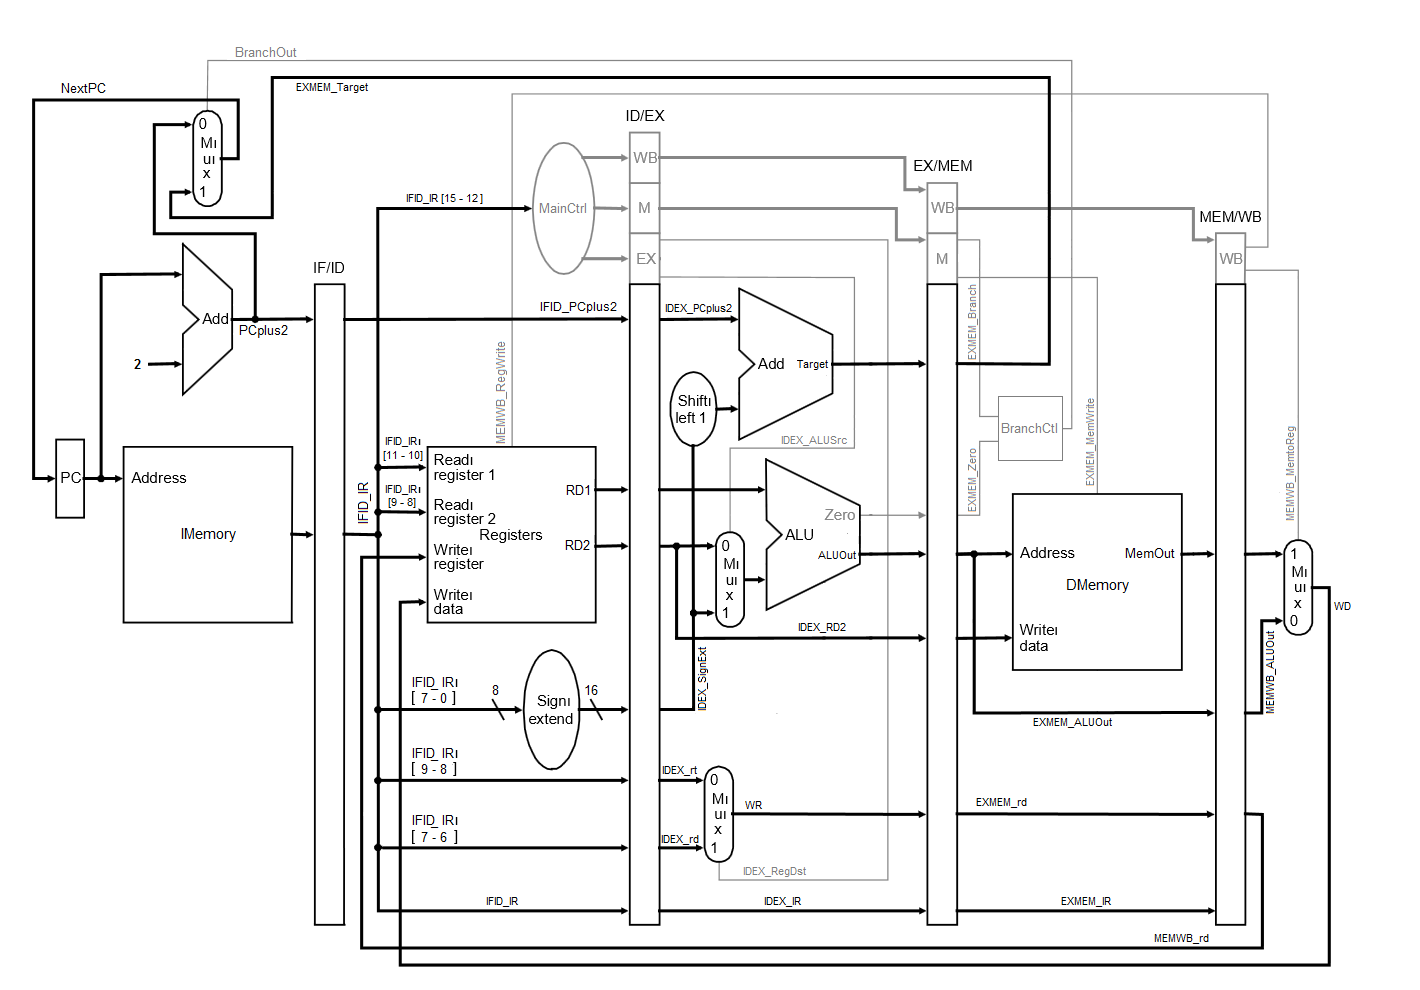 BranchOut
NextPC
EXMEM_Target
0
Mı
uı
x
1
ID/EX
WB
M
EX
MainCtrl
IFID_IR [15 - 12 ]
EX/MEM
WB
M
MEM/WB
WB
IF/ID
Add
PCplus2
2
IFID_PCplus2
IDEX_PCplus2
Add
Target
Shiftı
left 1
MEMWB_RegWrite
EXMEM_Branch
BranchCtl
EXMEM_MemWrite
EXMEM_Zero
MEMWB_MemtoReg
IDEX_ALUSrc
PC
Address
IMemory
IFID_IR
IFID_IRı
[11 - 10]
IFID_IRı
[9 - 8]
Readı
register 1
Readı
register 2
Registers
Writeı
register
Writeı
data
RD1
RD2
0
Mı
uı
x
1
ALU
Zero
ALUOut
Address
MemOut
DMemory
Writeı
data
1
Mı
uı
x
0
WD
IDEX_RD2
IDEX_SignExt
MEMWB_ALUOut
EXMEM_ALUOut
IFID_IRı
[ 7 - 0 ]
8
Signı
extend
16
IFID_IRı
[ 9 - 8 ]
IDEX_rt
0
Mı
uı
x
1
WR
EXMEM_rd
IFID_IRı
[ 7 - 6 ]
IDEX_rd
IDEX_RegDst
IFID_IR
IDEX_IR
EXMEM_IR
MEMWB_rd